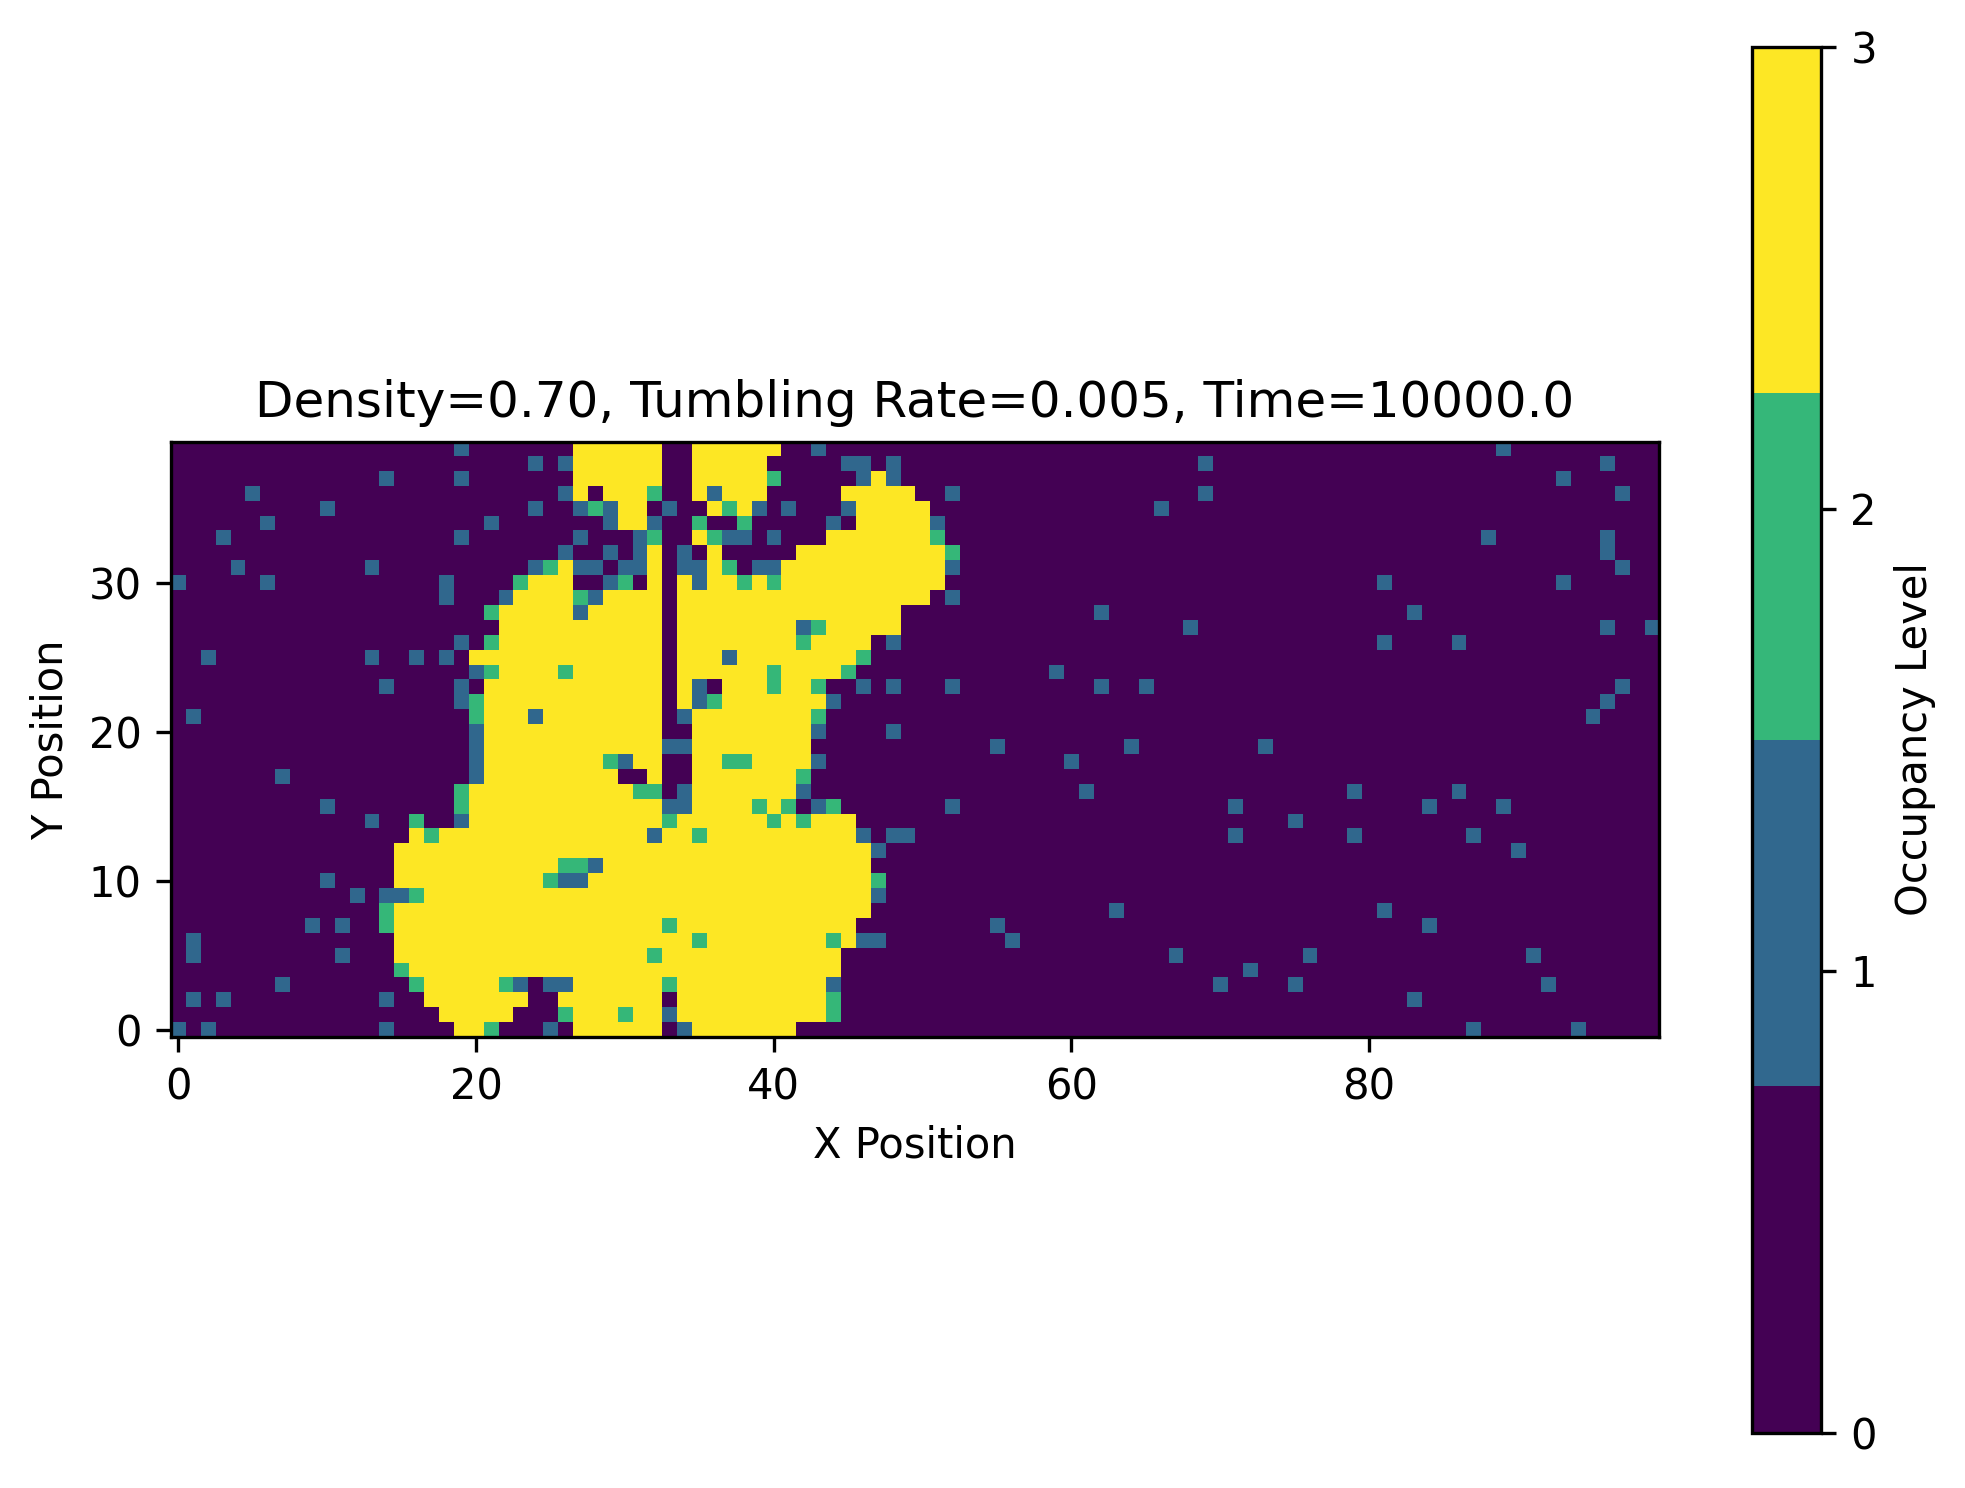 Density=0.70, Tumbling Rate=0.005, Time=10000.0
3
2
1
0
Occupancy Level
30
20
10
0
Y Position
0 20 40 60 80
X Position